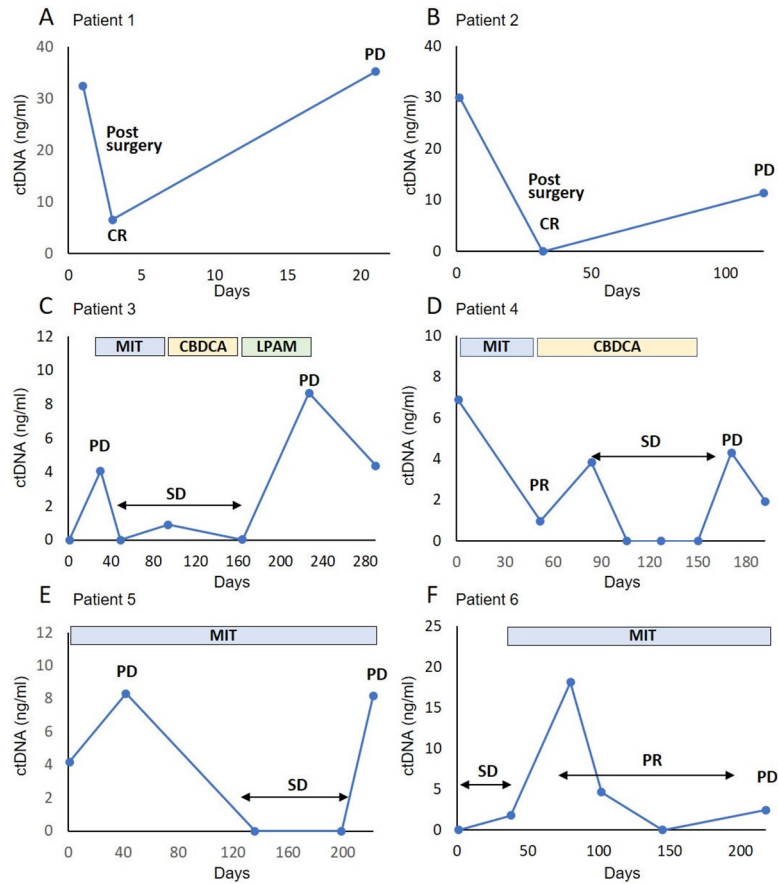 A Patient 1
ctDNA (ng/ml)
40
30
20
10
0
Post
surgery
CR
PD
0 5 10 15 20
Days
B Patient 2
ctDNA (ng/ml)
40
30
20
10
0
Post
surgery
CR
PD
0 50 100
Days
C Patient 3
MIT CBDCA LPAM
ctDNA (ng/ml)
12
10
8
6
4
2
0
PD
SD
PD
0 40 80 120 160 200 240 280
Days
D Patient 4
MIT CBDCA
ctDNA (ng/ml)
10
8
6
4
2
0
PR
SD
PD
0 30 60 90 120 150 180
Days
E Patient 5
MIT
ctDNA (ng/ml)
12
10
8
6
4
2
0
PD
SD
PD
0 40 80 120 160 200
Days
F Patient 6
MIT
ctDNA (ng/ml)
25
20
15
10
5
0
SD
PR
PD
0 50 100 150 200
Days